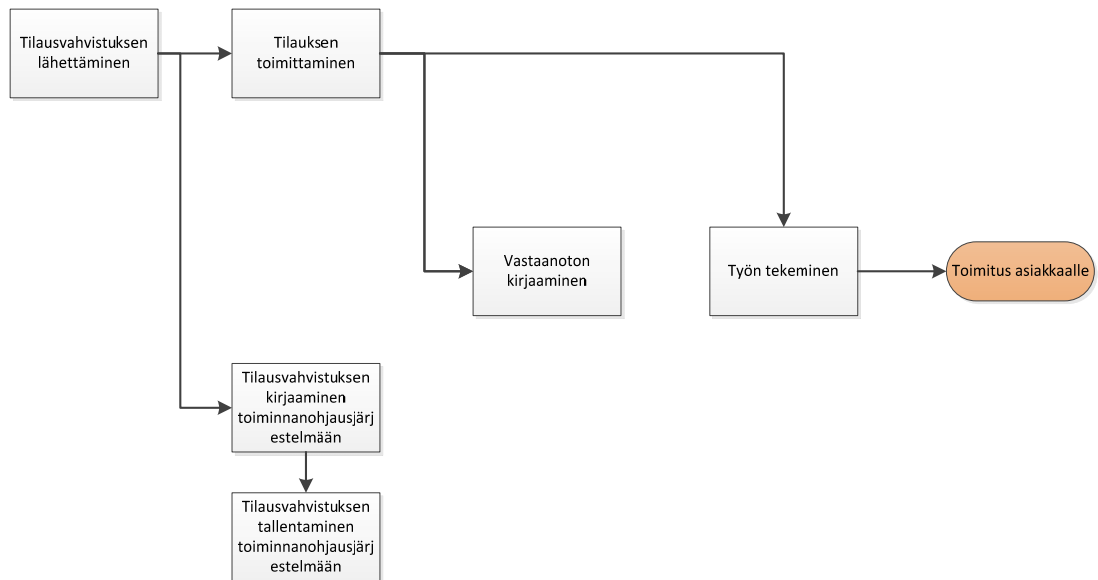 Tilausvahvistuksen
lähettäminen
Tilauksen
toimittaminen
Vastaanoton
kirjaaminen
Työn tekeminen
Toimitus asiakkaalle
Tilausvahvistuksen
kirjaaminen
toiminnanohjausjärj
estelmään
Tilausvahvistuksen
tallentaminen
toiminnanohjausjärj
estelmään